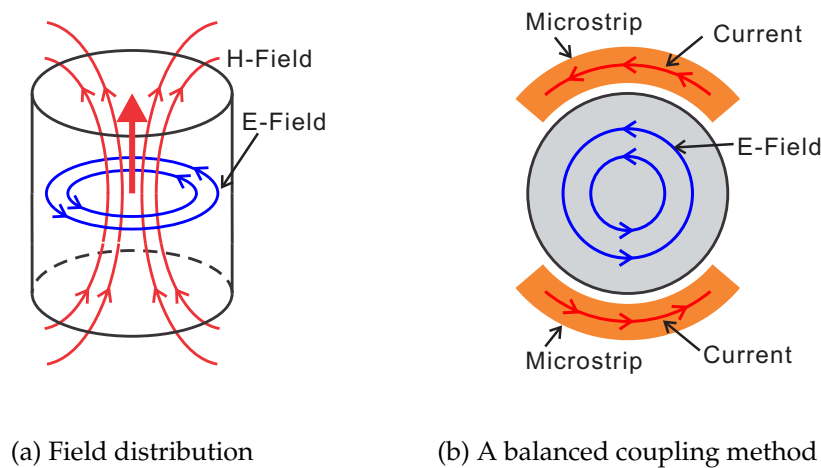 H-Field
E-Field
Microstrip
Current
E-Field
Microstrip
Current
(a) Field distribution
(b) A balanced coupling method